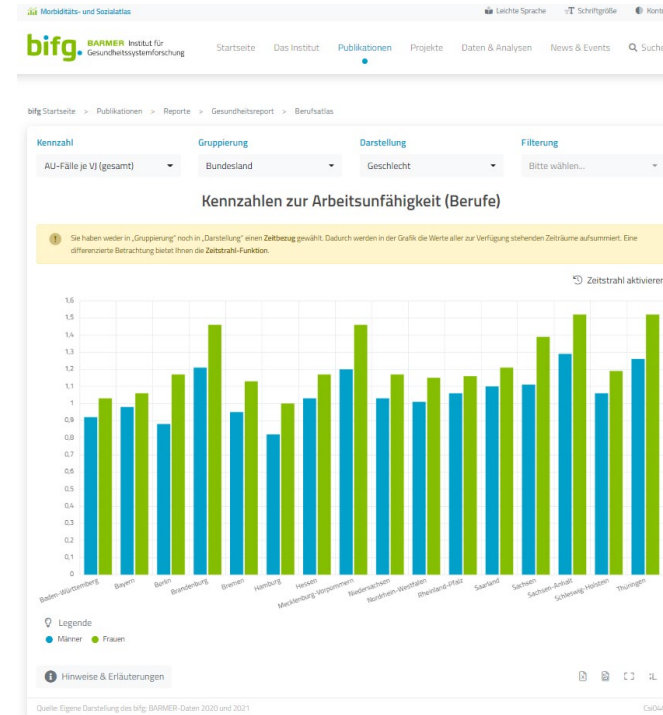 Morbiditäts- und Sozialatlas
Leichte Sprache
Schriftgröße
bifg.
BARMER Institut für
Gesundheitssystemforschung
Startseite
Das Institut
Publikationen
Projekte
Daten & Analysen
News & Events
bifg Startseite > Publikationen > Reporte > Gesundheitsreport > Berufsatlas
Kennzahl
Gruppierung
Darstellung
Filterung
AU-Fälle je VJ (gesamt)
Bundesland
Geschlecht
Bitte wählen...
Kennzahlen zur Arbeitsunfähigkeit (Berufe)
Sie haben weder in „Gruppierung“ noch in „Darstellung“ einen Zeitbezug gewählt. Dadurch werden in der Grafik die Werte aller zur Verfügung stehenden Zeiträume aufsummiert. Eine
differenzierte Betrachtung bietet Ihnen die Zeitstrahl-Funktion.
Zeitstrahl aktivieren
1,6
1,5
1,4
1,3
1,2
1,1
1
0,9
0,8
0,7
0,6
0,5
0,4
0,3
0,2
0,1
0
Baden-Württemberg
Bayern
Berlin
Brandenburg
Bremen
Hamburg
Hessen
Mecklenburg-Vorpommern
Niedersachsen
Nordrhein-Westfalen
Rheinland-Pfalz
Saarland
Sachsen
Sachsen-Anhalt
Schleswig-Holstein
Thüringen
Legende
Männer
Frauen
Hinweise & Erläuterungen
Quelle: Eigene Darstellung des bifg; BARMER-Daten 2020 und 2021